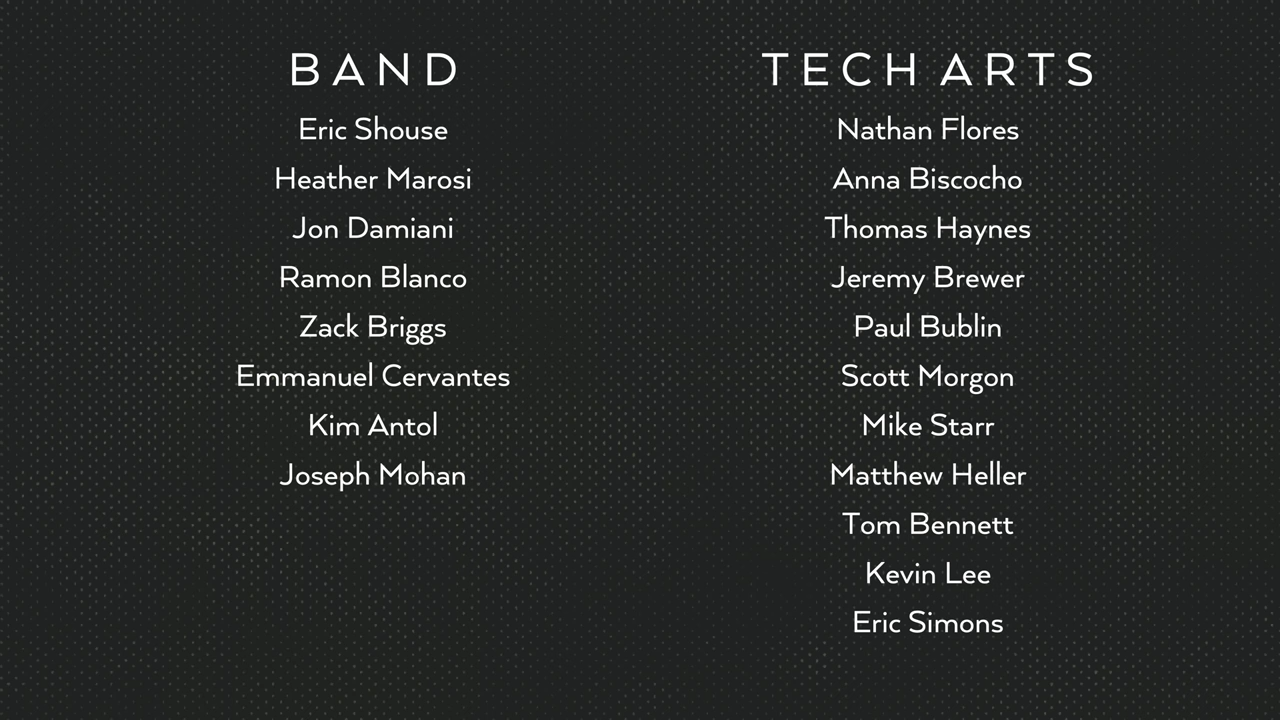 BAND
Eric Shouse
Heather Marosi
Jon Damiani
Ramon Blanco
Zack Briggs
Emmanuel Cervantes
Kim Antol
Joseph Mohan
TECH ARTS
Nathan Flores
Anna Biscocho
Thomas Haynes
Jeremy Brewer
Paul Bublin
Scott Morgon
Mike Starr
Matthew Heller
Tom Bennett
Kevin Lee
Eric Simons